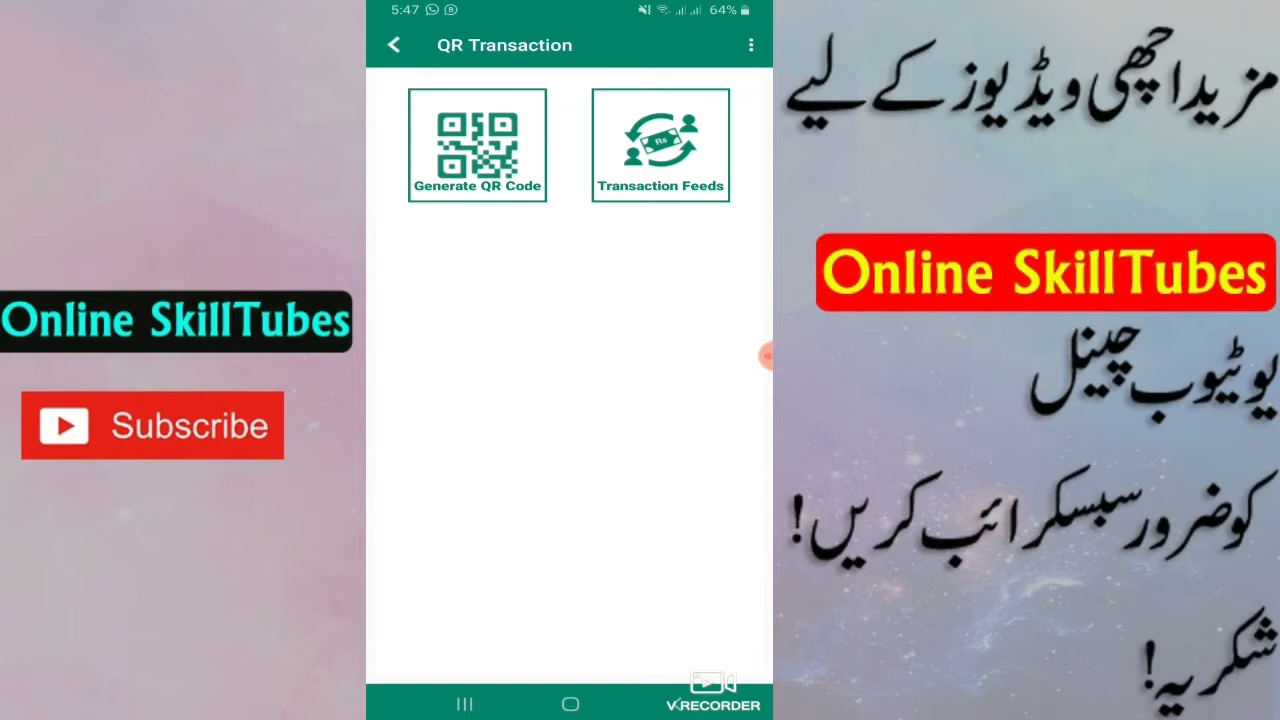 Online SkillTubes
Subscribe
5:47
64%
QR Transaction
Generate QR Code
Rs
Transaction Feeds
VRECORDER
مزید اچھی ویڈیوز کے لیے
Online SkillTubes
یوٹیوب چینل
کو ضرور سبسکرائب کریں!
شکریہ!